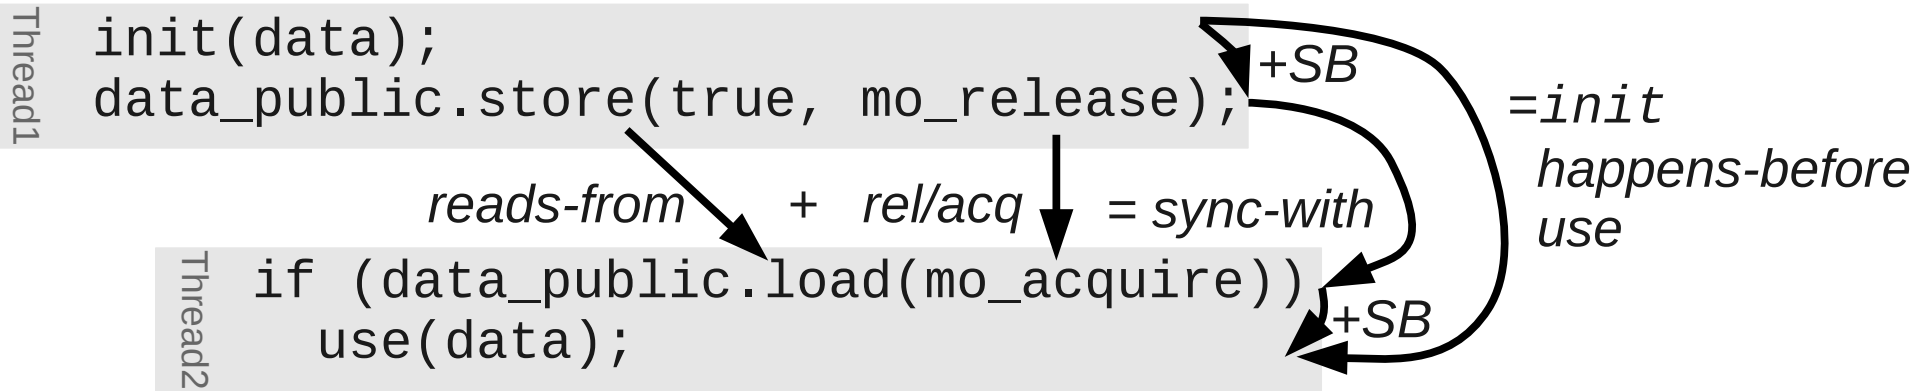 Thread1
init(data);
data_public.store(true, mo_release);
+SB
=init
happens-before
use
reads-from + rel/acq = sync-with
Thread2
if (data_public.load(mo_acquire))
use(data);
+SB